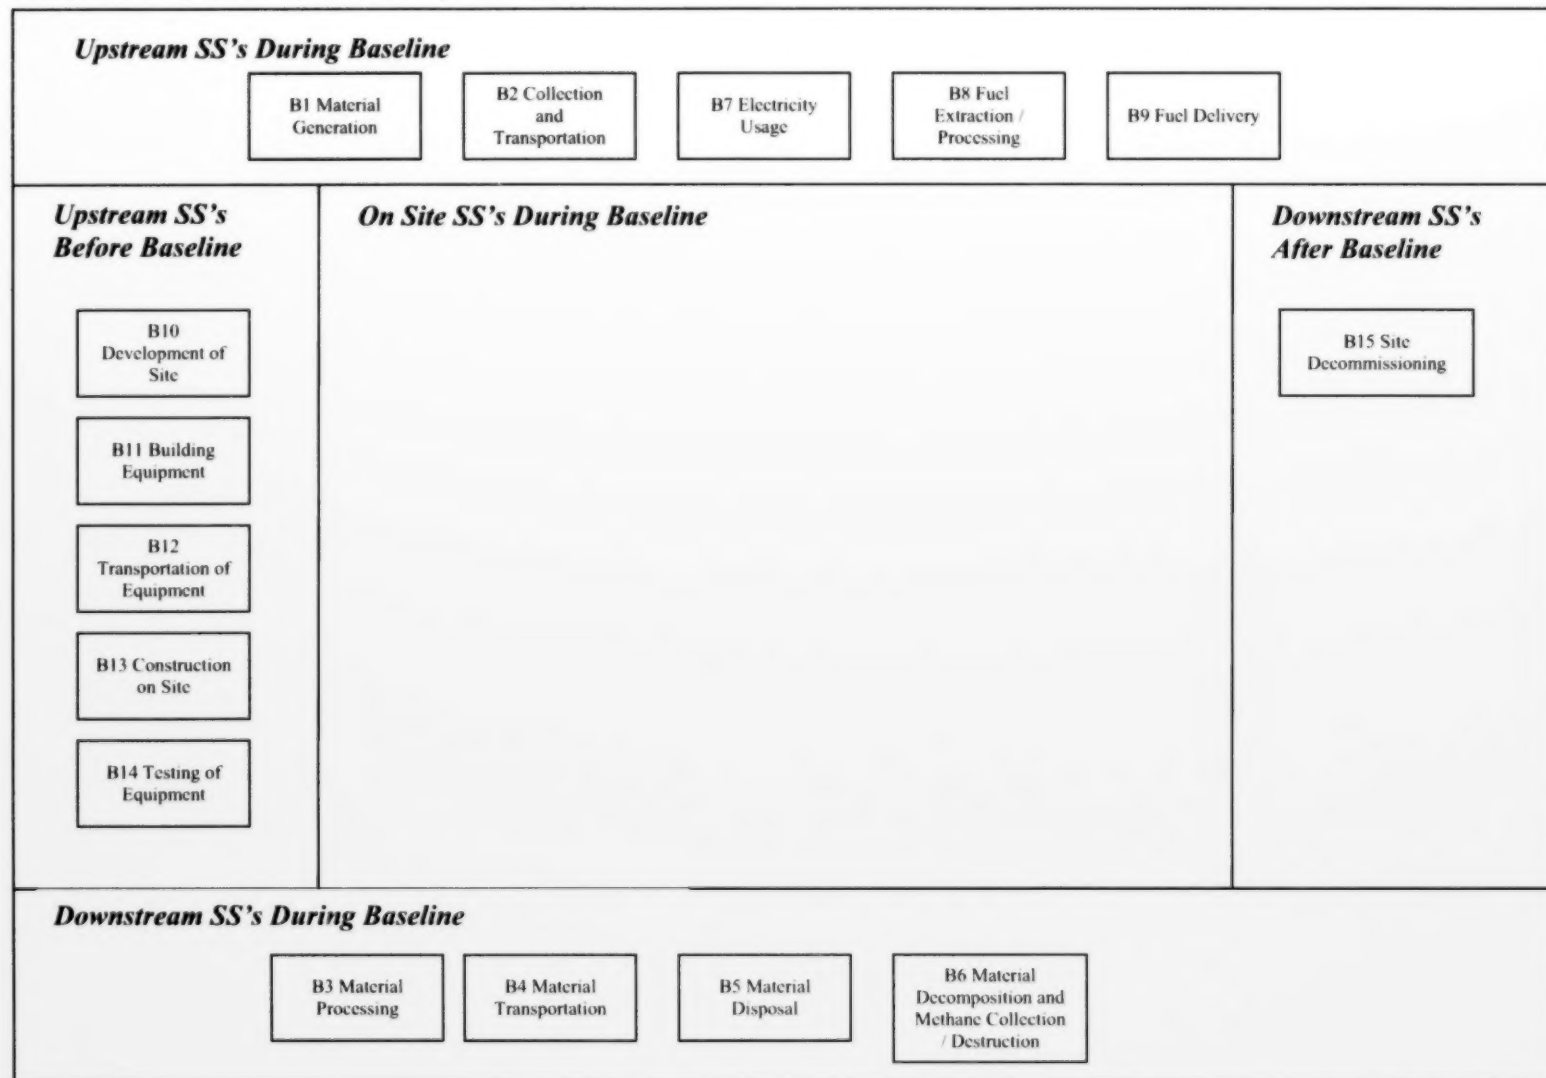 Upstream SS's During Baseline
B1 Material
Generation
B2 Collection
and
Transportation
B7 Electricity
Usage
B8 Fuel
Extraction /
Processing
B9 Fuel Delivery
Upstream SS's
Before Baseline
B10
Development of
Site
B11 Building
Equipment
B12
Transportation of
Equipment
B13 Construction
on Site
B14 Testing of
Equipment
On Site SS's During Baseline
Downstream SS's
After Baseline
B15 Site
Decommissioning
Downstream SS's During Baseline
B3 Material
Processing
B4 Material
Transportation
B5 Material
Disposal
B6 Material
Decomposition and
Methane Collection
/ Destruction